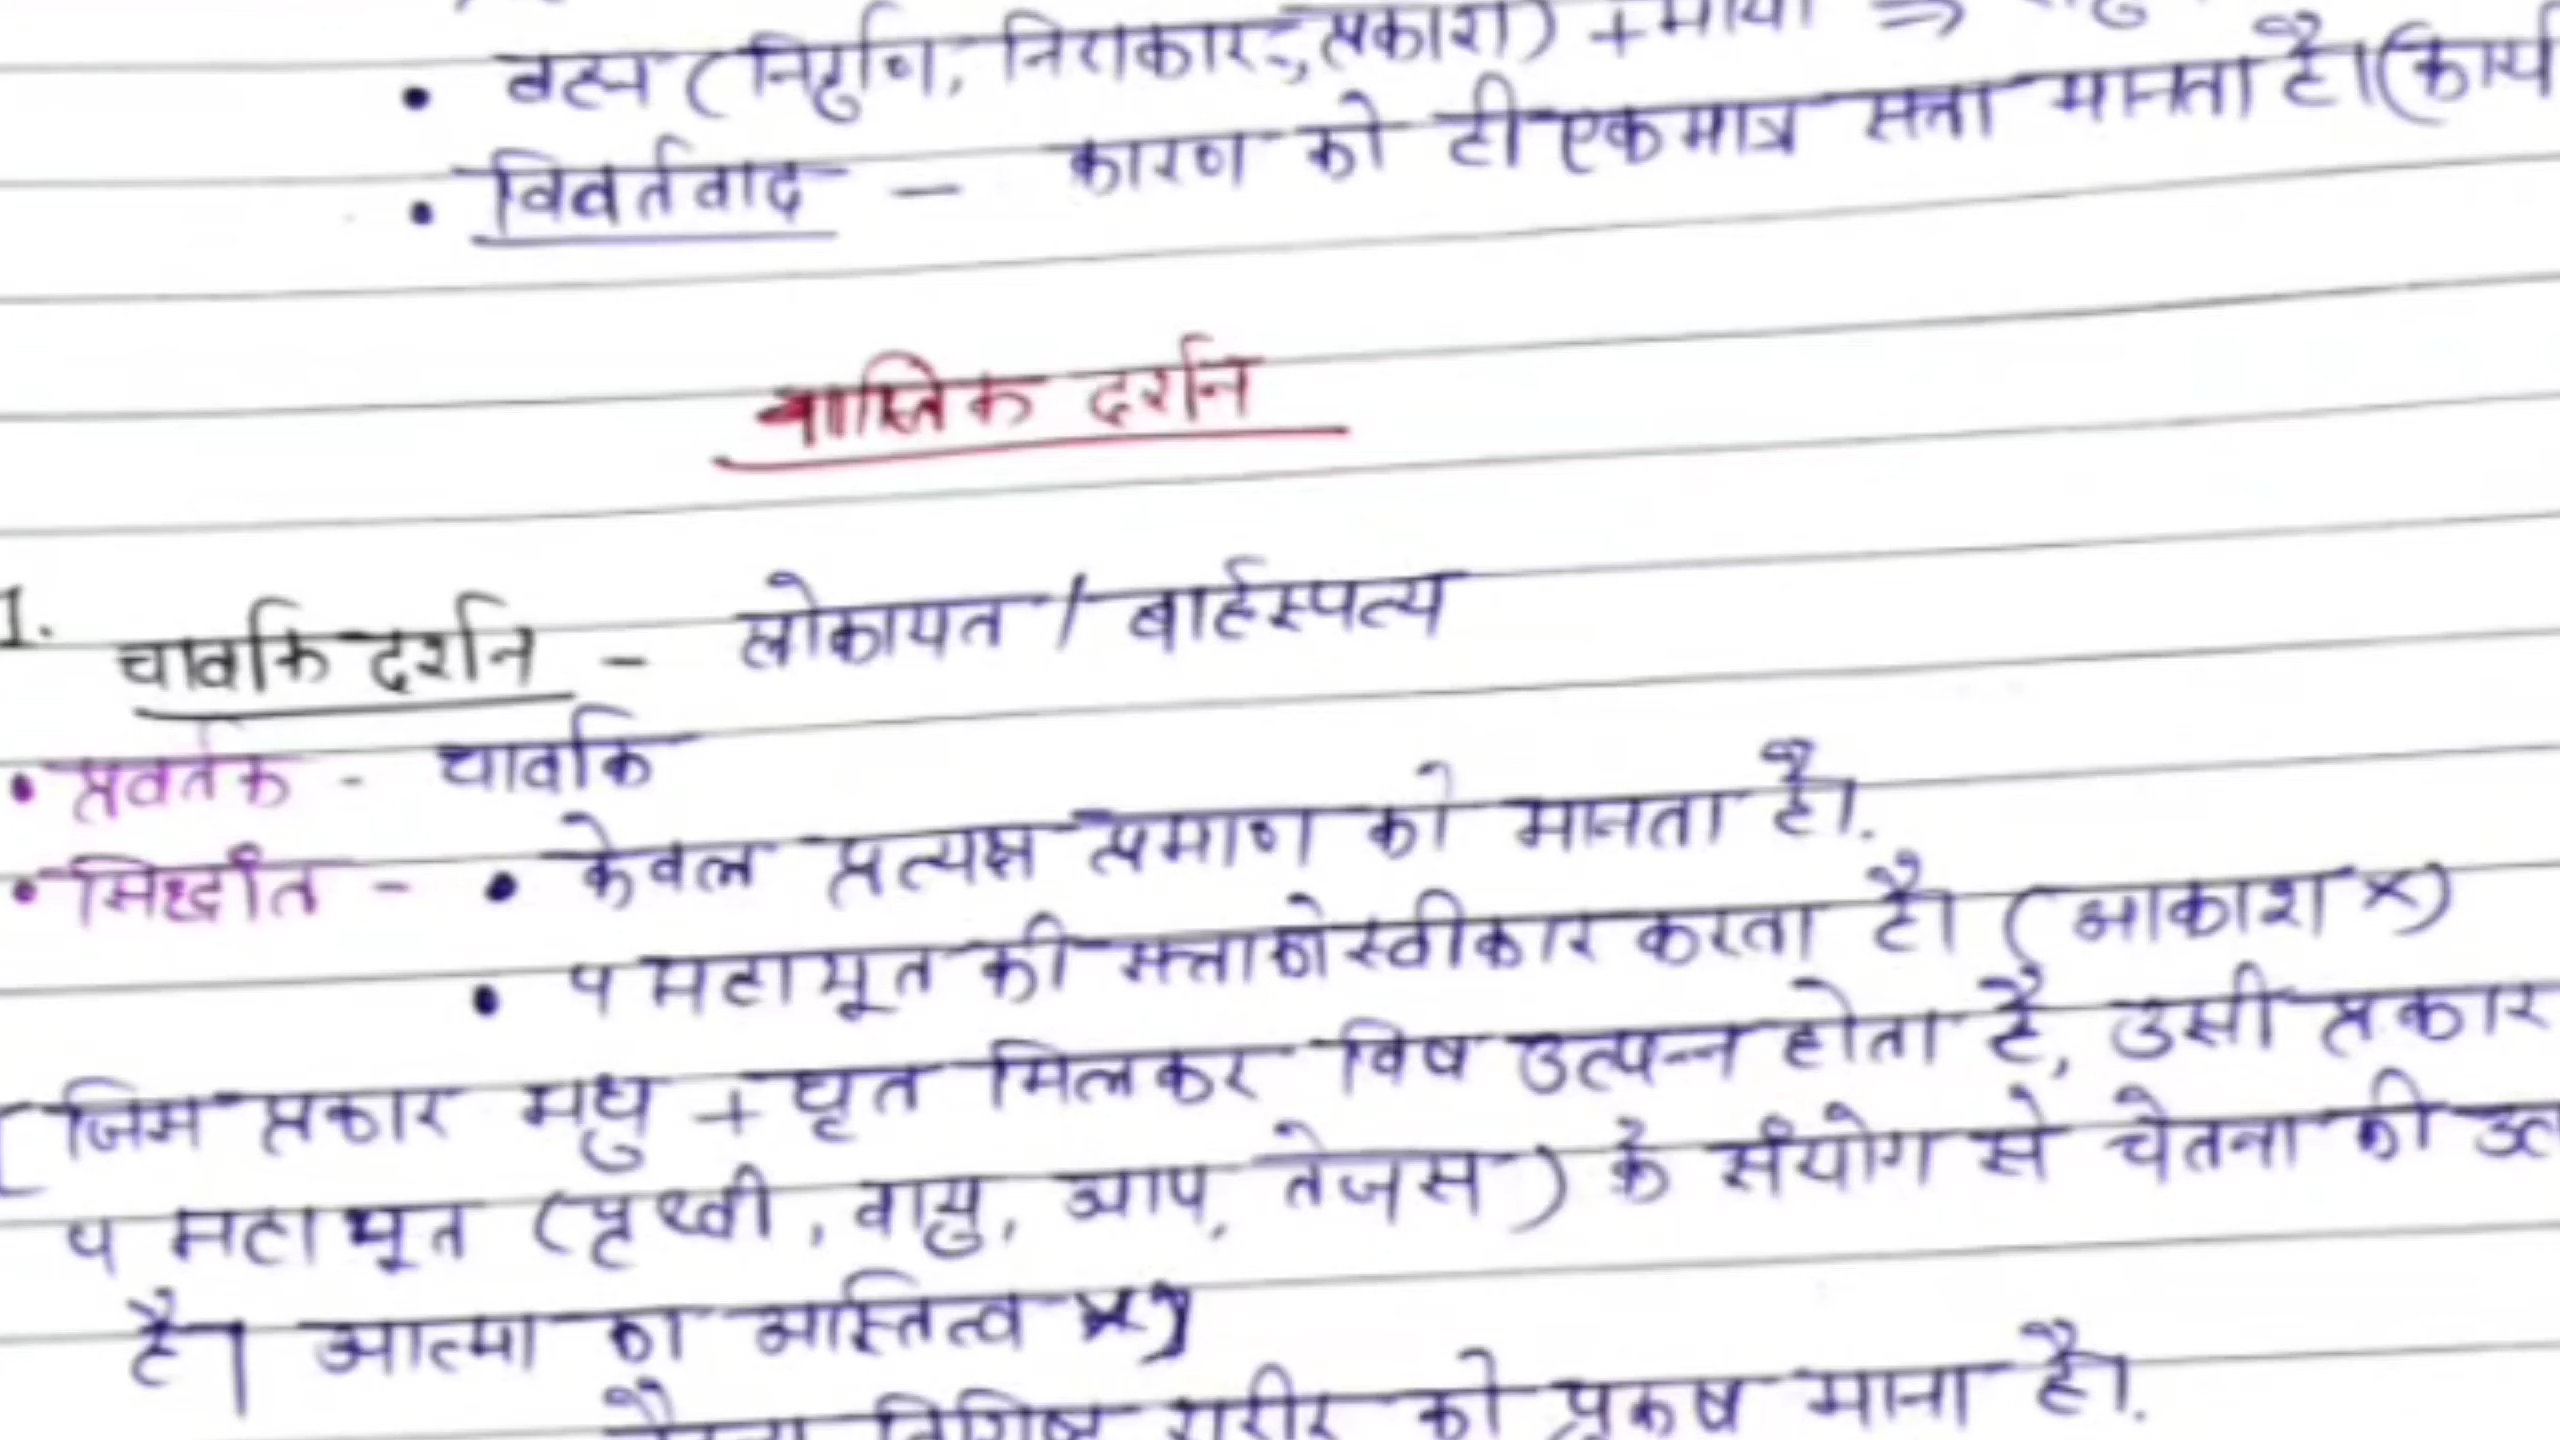 • ब्रह्म (निर्गुण, निराकार, प्रकाश) + माया ⇒
• विवर्तवाद — कारण को ही एकमात्र सत्ता मानता है। (कार्य
नास्तिक दर्शन
1. चार्वाक दर्शन - लोकायत / बार्हस्पत्य
• प्रवर्तक - चार्वाक
• सिद्धांत - • केवल प्रत्यक्ष प्रमाण को मानता है।
• 4 महाभूत की सत्ता को स्वीकार करता है। (आकाश ×)
[जिस प्रकार मधु + घृत मिलकर विष उत्पन्न होता है, उसी प्रकार
4 महाभूत (पृथ्वी, वायु, आप, तेजस) के संयोग से चेतना की
है। आत्मा का अस्तित्व ×]
शरीर को पुरुष माना है।